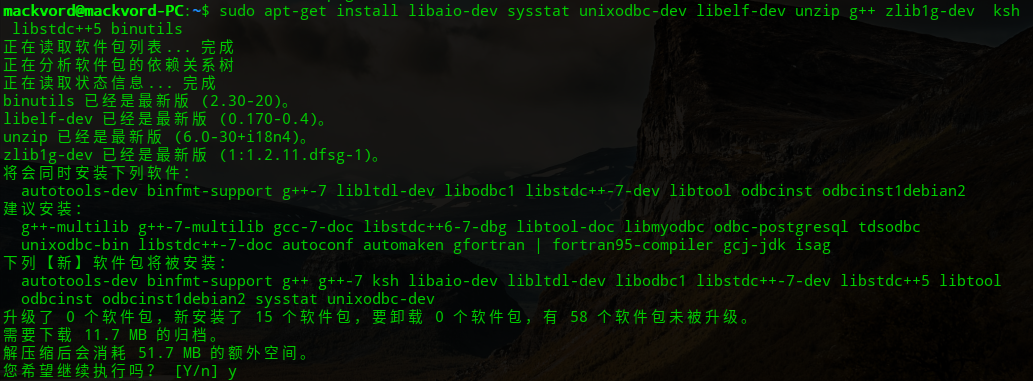 mackvord@mackvord-PC:~$ sudo apt-get install libaio-dev sysstat unixodbc-dev libelf-dev unzip g++ zlib1g-dev  ksh
 libstdc++5 binutils
正在读取软件包列表... 完成
正在分析软件包的依赖关系树
正在读取状态信息... 完成
binutils 已经是最新版 (2.30-20)。
libelf-dev 已经是最新版 (0.170-0.4)。
unzip 已经是最新版 (6.0-30+i18n4)。
zlib1g-dev 已经是最新版 (1:1.2.11.dfsg-1)。
将会同时安装下列软件：
  autotools-dev binfmt-support g++-7 libltdl-dev libodbc1 libstdc++-7-dev libtool odbcinst odbcinst1debian2
建议安装：
  g++-multilib g++-7-multilib gcc-7-doc libstdc++6-7-dbg libtool-doc libmyodbc odbc-postgresql tdsodbc
  unixodbc-bin libstdc++-7-doc autoconf automaken gfortran | fortran95-compiler gcj-jdk isag
下列【新】软件包将被安装：
  autotools-dev binfmt-support g++ g++-7 ksh libaio-dev libltdl-dev libodbc1 libstdc++-7-dev libstdc++5 libtool
  odbcinst odbcinst1debian2 sysstat unixodbc-dev
升级了 0 个软件包，新安装了 15 个软件包，要卸载 0 个软件包，有 58 个软件包未被升级。
需要下载 11.7 MB 的归档。
解压缩后会消耗 51.7 MB 的额外空间。
您希望继续执行吗？ [Y/n] y